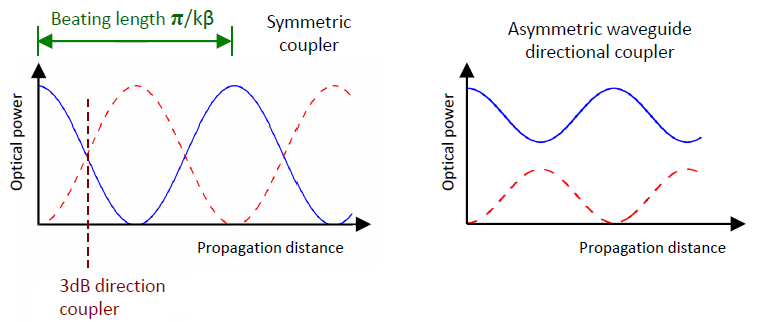 Beating length π/kβ
Symmetric
coupler
Optical power
Propagation distance
3dB direction
coupler
Asymmetric waveguide
directional coupler
Optical power
Propagation distance